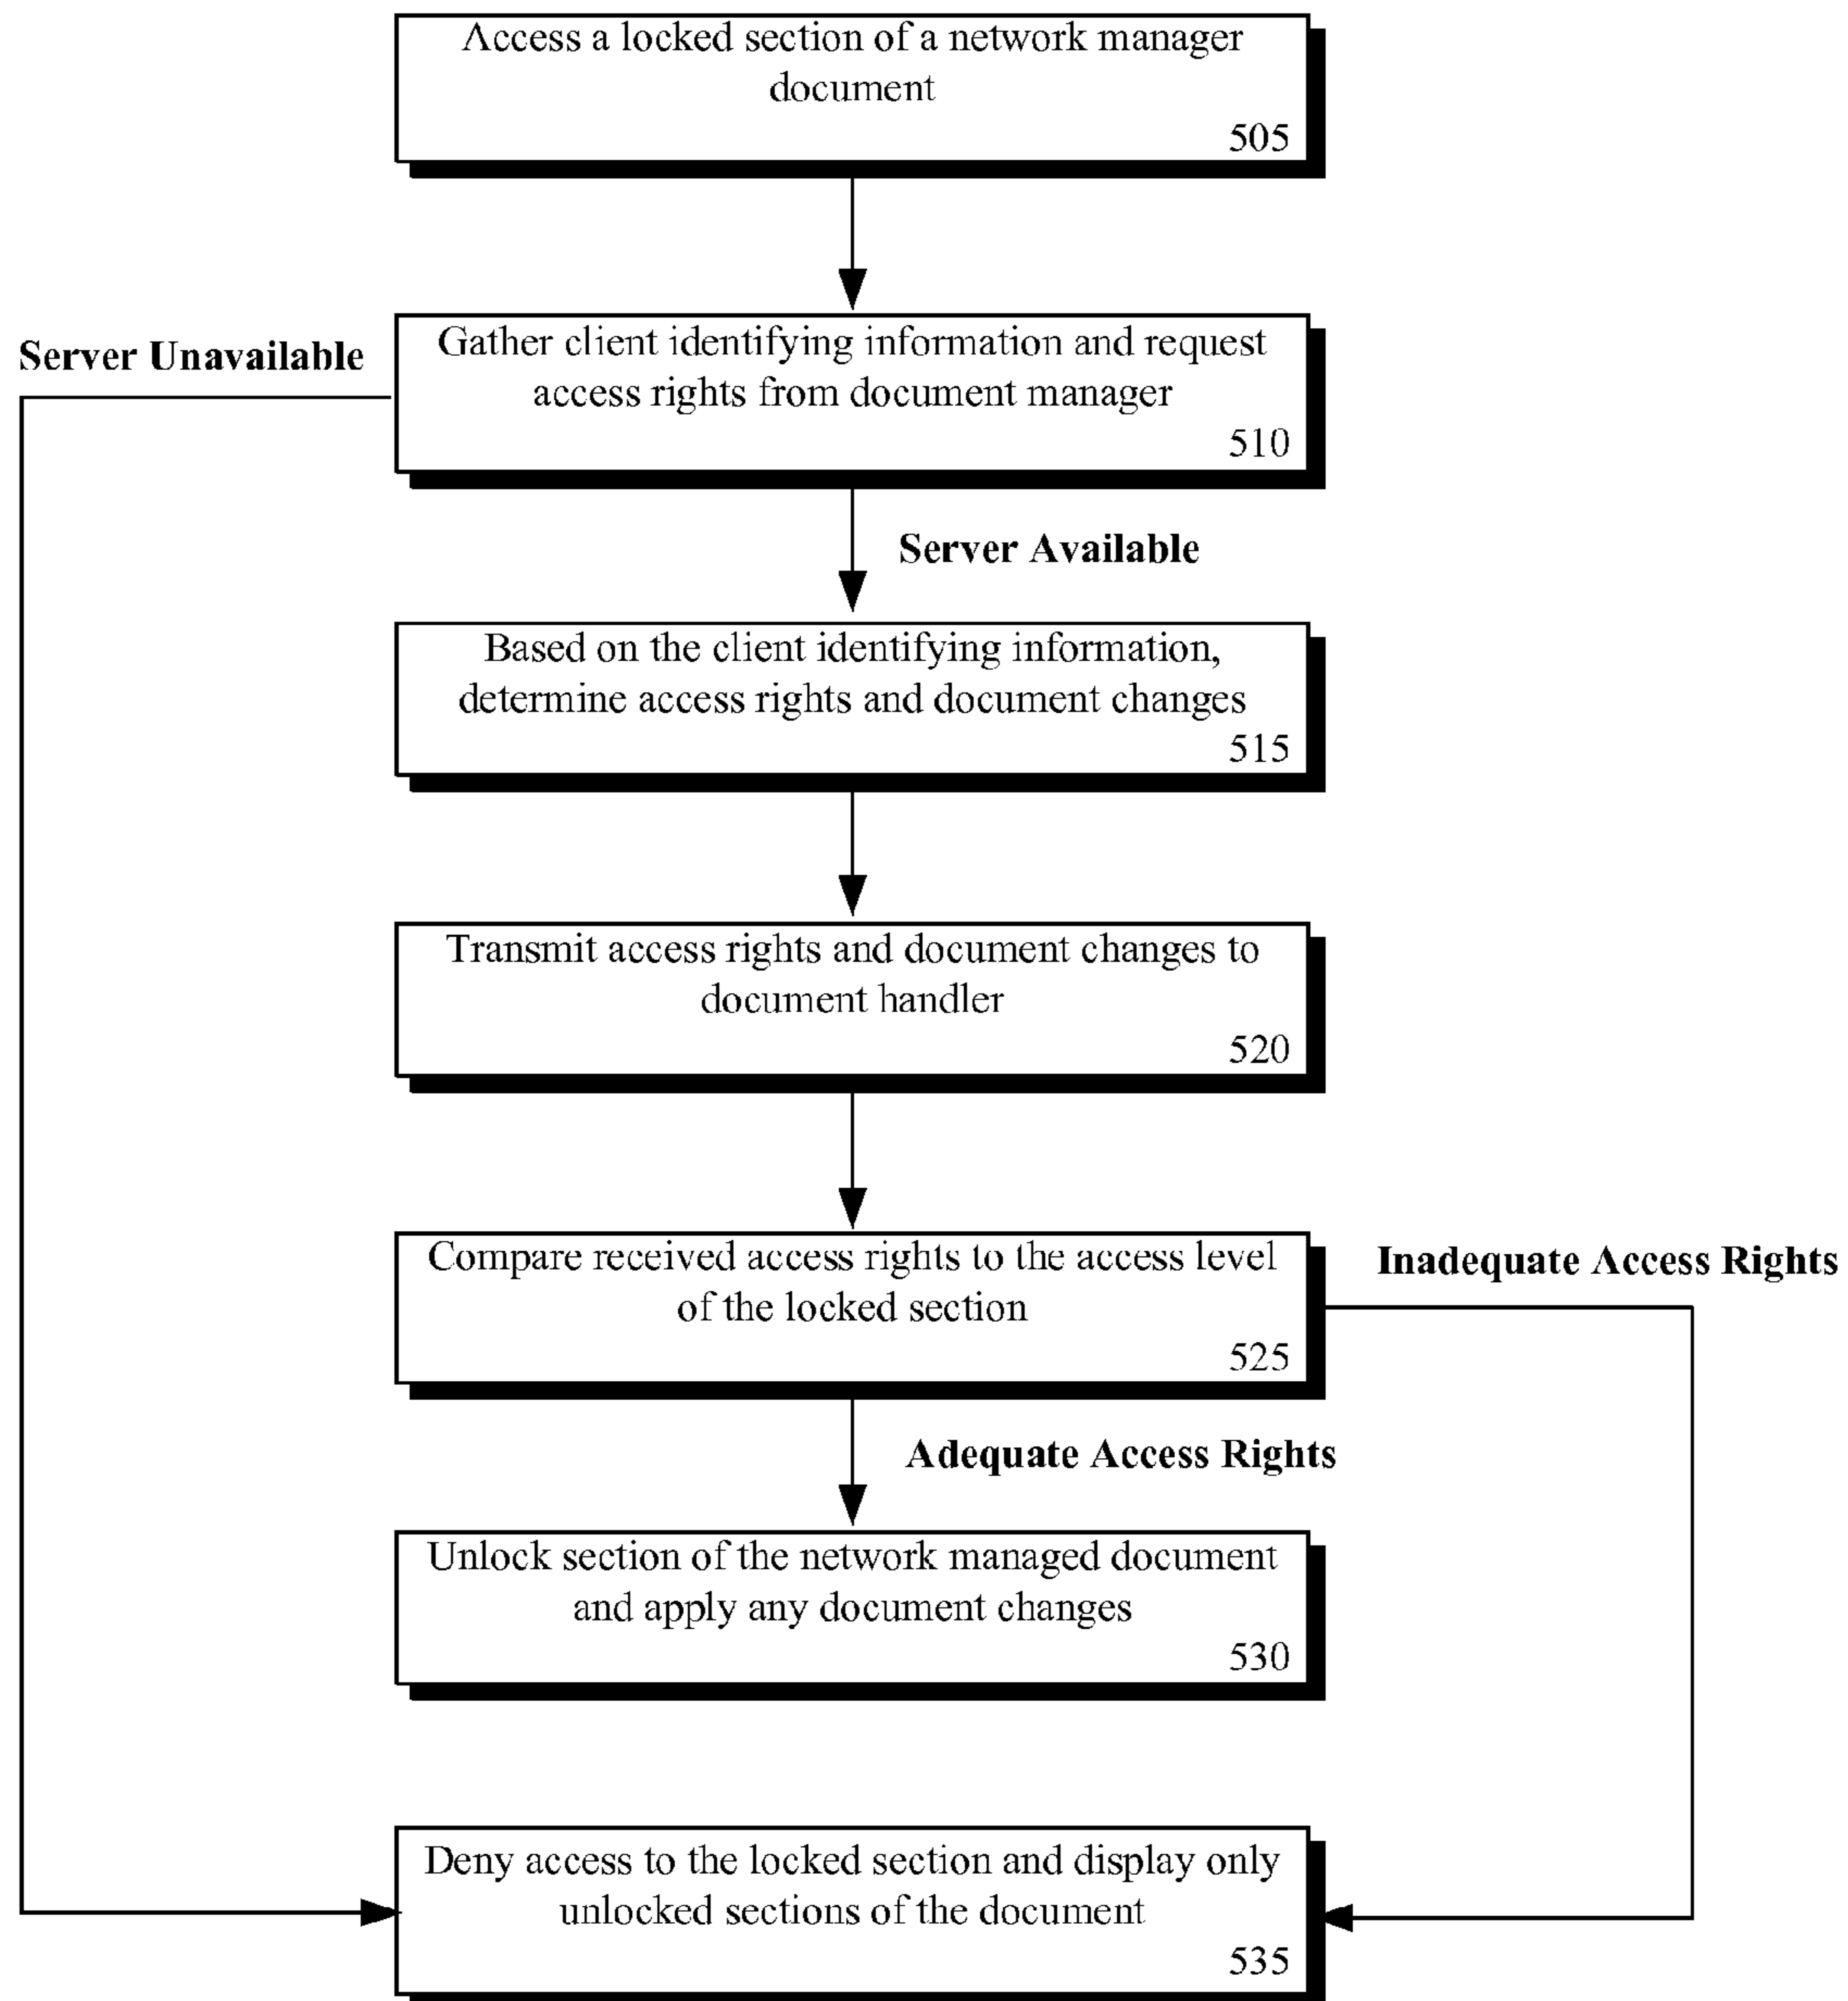 Access a locked section of a network manager
document
505
Server Unavailable
Gather client identifying information and request
access rights from document manager
510
Server Available
Based on the client identifying information,
determine access rights and document changes
515
Transmit access rights and document changes to
document handler
520
Compare received access rights to the access level
of the locked section
525
Inadequate Access Rights
Adequate Access Rights
Unlock section of the network managed document
and apply any document changes
530
Deny access to the locked section and display only
unlocked sections of the document
535